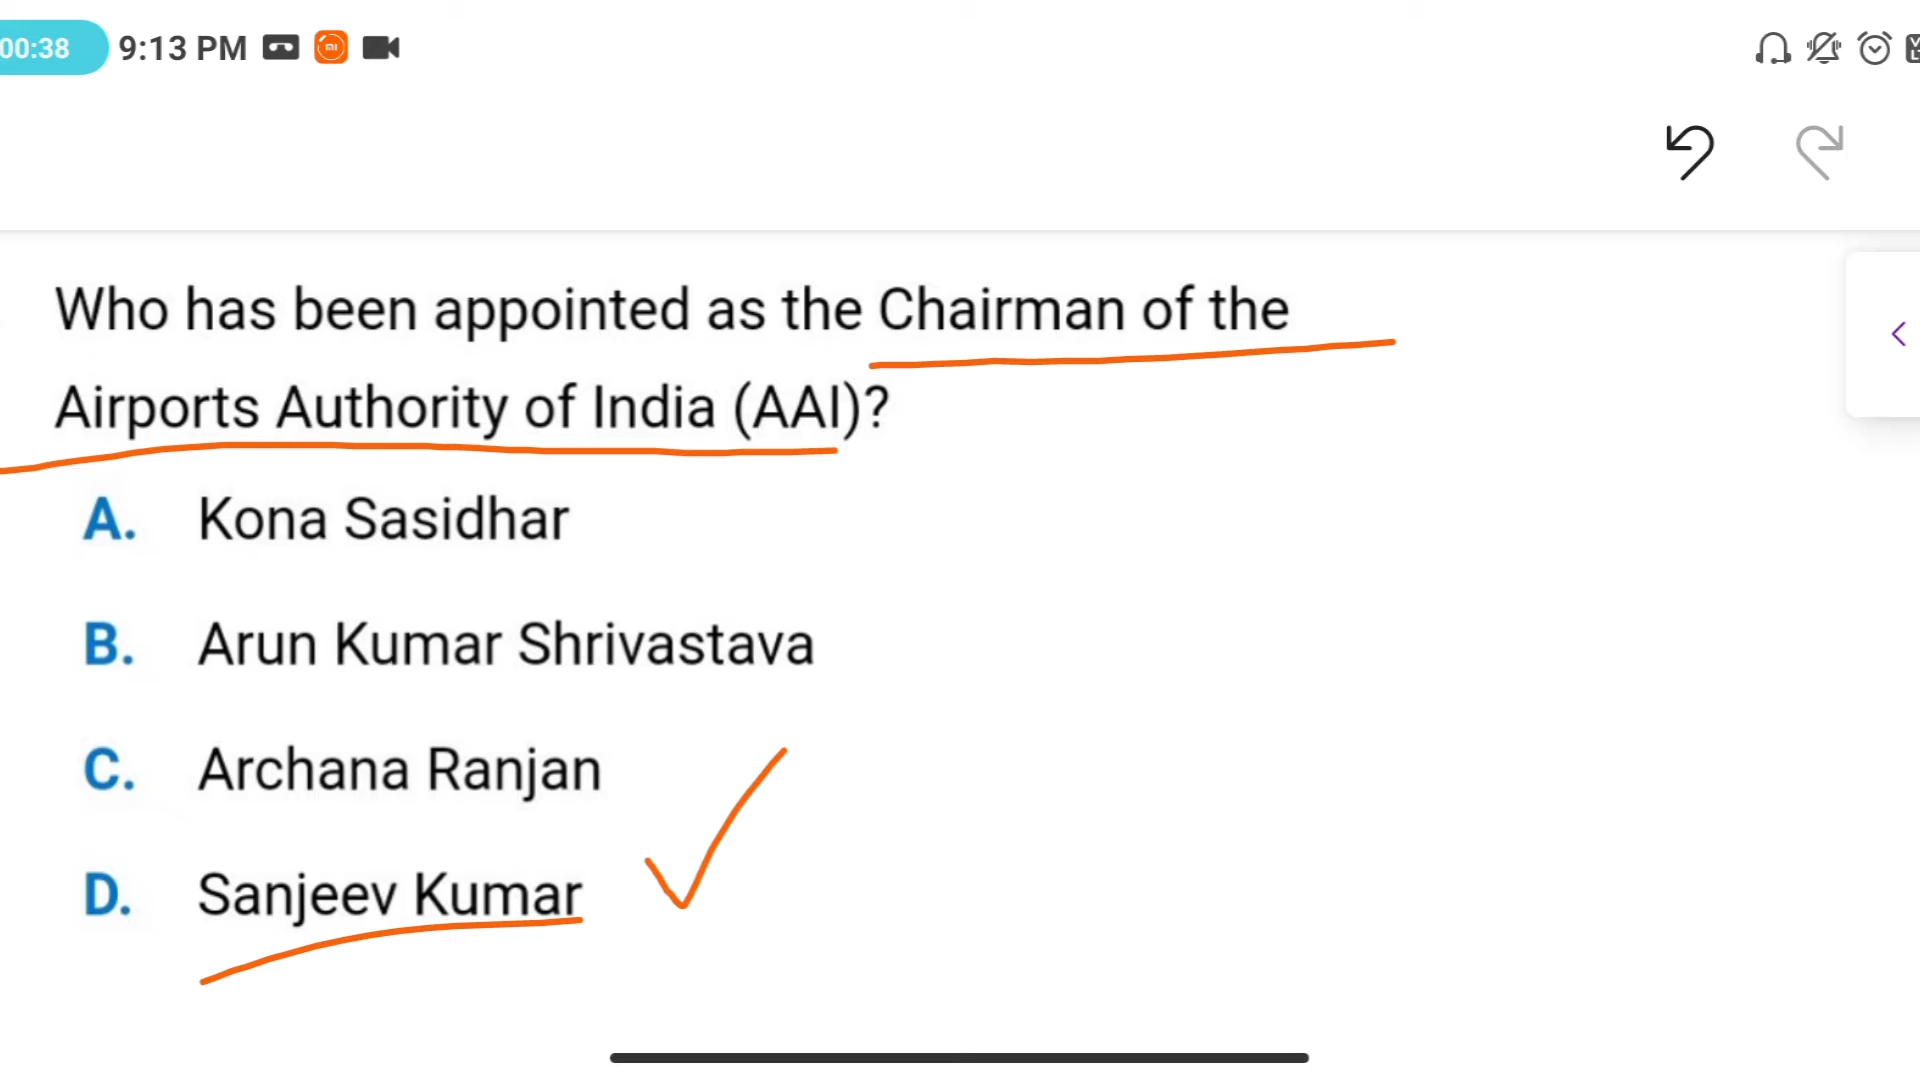 00:38 9:13 PM
Who has been appointed as the Chairman of the
Airports Authority of India (AAI)?
A. Kona Sasidhar
B. Arun Kumar Shrivastava
C. Archana Ranjan
D. Sanjeev Kumar